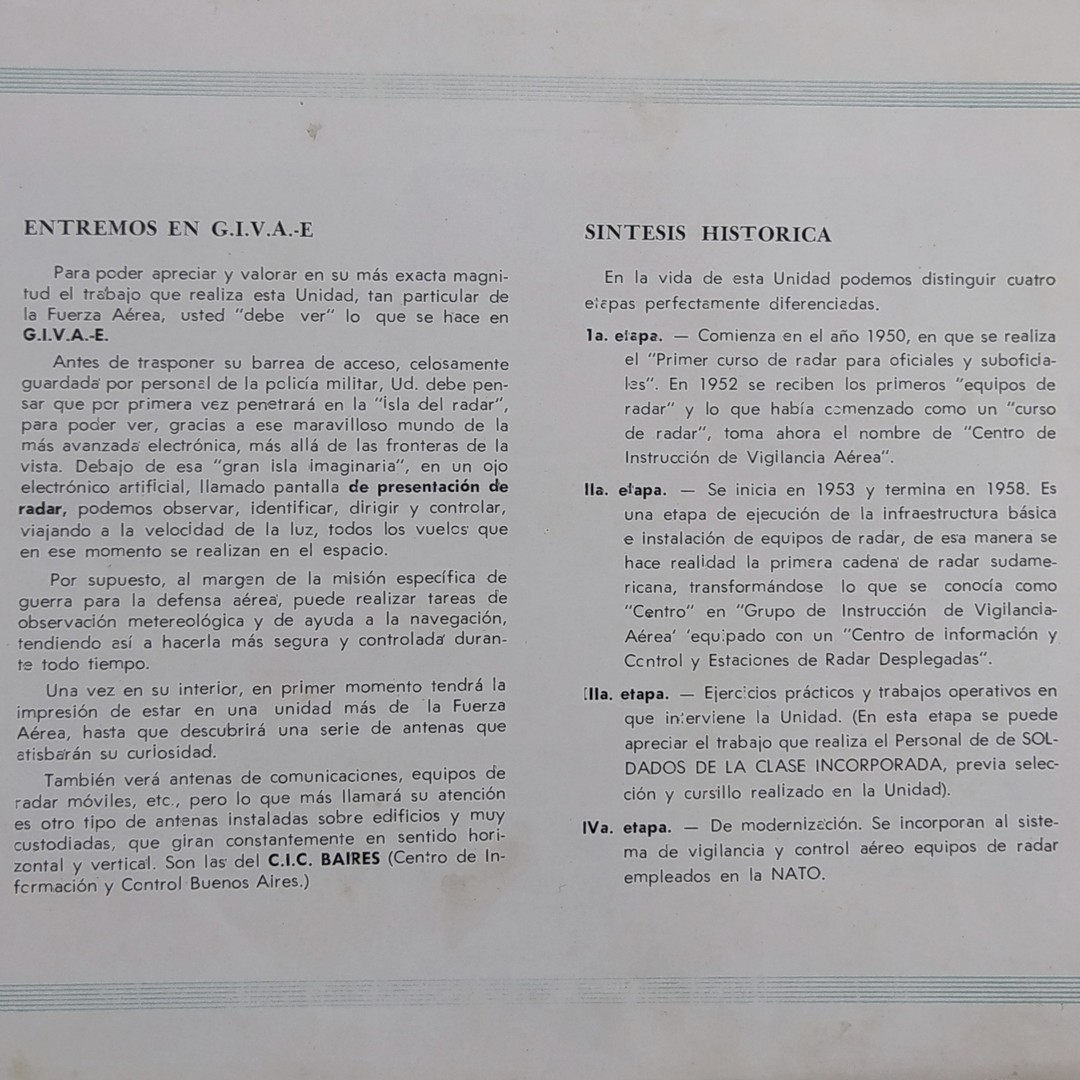 ENTREMOS EN G.I.V.A.-E
Para poder apreciar y valorar en su más exacta magni-
tud el trabajo que realiza esta Unidad, tan particular de
la Fuerza Aérea, usted "debe ver" lo que se hace en
G.I.V.A.-E.
Antes de trasponer su barrea de acceso, celosamente
guardada por personal de la policía militar, Ud. debe pen-
sar que por primera vez penetrará en la "isla del radar",
para poder ver, gracias a ese maravilloso mundo de la
más avanzada electrónica, más allá de las fronteras de la
vista. Debajo de esa "gran isla imaginaria", en un ojo
electrónico artificial, llamado pantalla de presentación de
radar, podemos observar, identificar, dirigir y controlar,
viajando a la velocidad de la luz, todos los vuelos que
en ese momento se realizan en el espacio.
Por supuesto, al margen de la misión específica de
guerra para la defensa aérea, puede realizar tareas de
observación metereológica y de ayuda a la navegación,
tendiendo así a hacerla más segura y controlada duran-
te todo tiempo.
Una vez en su interior, en primer momento tendrá la
impresión de estar en una unidad más de la Fuerza
Aérea, hasta que descubrirá una serie de antenas que
atisbarán su curiosidad.
También verá antenas de comunicaciones, equipos de
radar móviles, etc., pero lo que más llamará su atención
es otro tipo de antenas instaladas sobre edificios y muy
custodiadas, que giran constantemente en sentido hori-
zontal y vertical. Son las del C.I.C. BAIRES (Centro de In-
formación y Control Buenos Aires.)
SINTESIS HISTORICA
En la vida de esta Unidad podemos distinguir cuatro
etapas perfectamente diferenciadas.
1a. etapa. — Comienza en el año 1950, en que se realiza
el "Primer curso de radar para oficiales y suboficia-
les". En 1952 se reciben los primeros "equipos de
radar" y lo que había comenzado como un "curso
de radar", toma ahora el nombre de "Centro de
Instrucción de Vigilancia Aérea".
IIa. etapa. — Se inicia en 1953 y termina en 1958. Es
una etapa de ejecución de la infraestructura básica
e instalación de equipos de radar, de esa manera se
hace realidad la primera cadena de radar sudame-
ricana, transformándose lo que se conocía como
"Centro" en "Grupo de Instrucción de Vigilancia-
Aérea' 'equipado con un "Centro de información y
Control y Estaciones de Radar Desplegadas".
IIIa. etapa. — Ejercicios prácticos y trabajos operativos en
que interviene la Unidad. (En esta etapa se puede
apreciar el trabajo que realiza el Personal de de SOL-
DADOS DE LA CLASE INCORPORADA, previa selec-
ción y cursillo realizado en la Unidad).
IVa. etapa. — De modernización. Se incorporan al siste-
ma de vigilancia y control aéreo equipos de radar
empleados en la NATO.